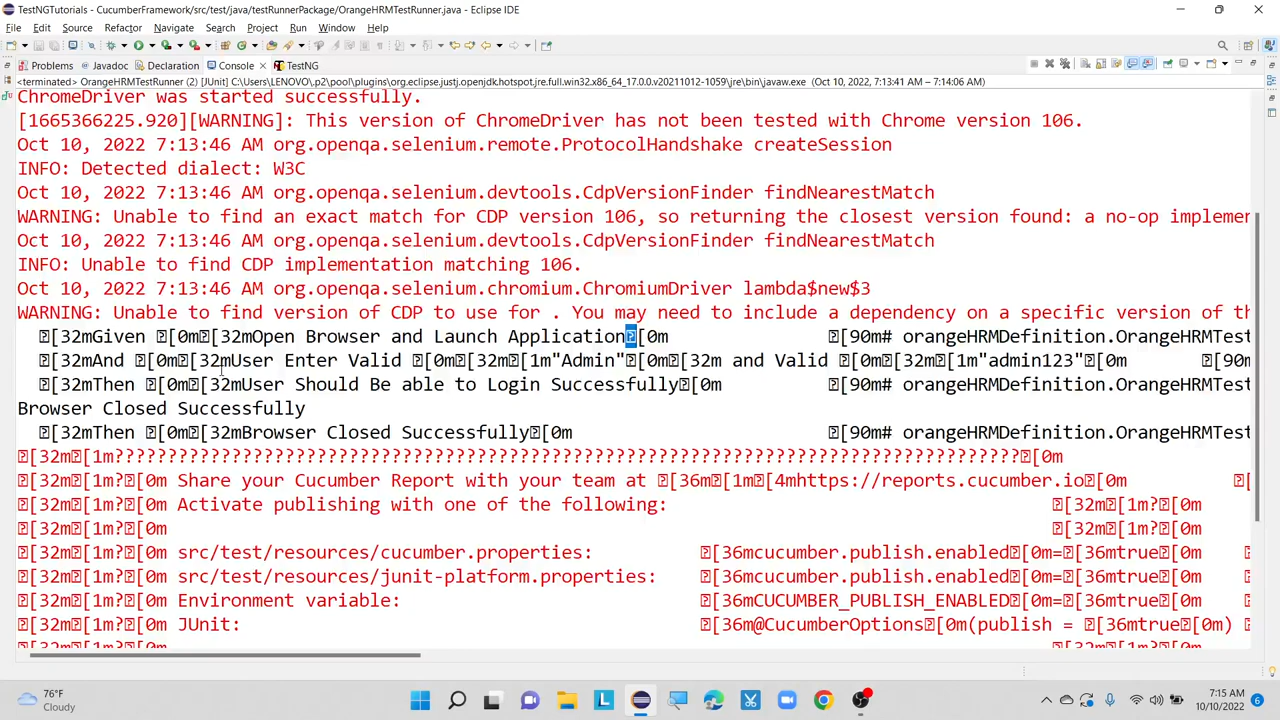 TestNGTutorials - CucumberFramework/src/test/java/testRunnerPackage/OrangeHRMTestRunner.java - Eclipse IDE
File Edit Source Refactor Navigate Search Project Run Window Help
Problems Javadoc Declaration Console TestNG
<terminated> OrangeHRMTestRunner (2) [JUnit] C:\Users\LENOVO\.p2\pool\plugins\org.eclipse.justj.openjdk.hotspot.jre.full.win32.x86_64_17.0.0.v20211012-1059\jre\bin\javaw.exe (Oct 10, 2022, 7:13:41 AM – 7:14:06 AM)
ChromeDriver was started successfully.
[1665366225.920][WARNING]: This version of ChromeDriver has not been tested with Chrome version 106.
Oct 10, 2022 7:13:46 AM org.openqa.selenium.remote.ProtocolHandshake createSession
INFO: Detected dialect: W3C
Oct 10, 2022 7:13:46 AM org.openqa.selenium.devtools.CdpVersionFinder findNearestMatch
WARNING: Unable to find an exact match for CDP version 106, so returning the closest version found: a no-op implemen
Oct 10, 2022 7:13:46 AM org.openqa.selenium.devtools.CdpVersionFinder findNearestMatch
INFO: Unable to find CDP implementation matching 106.
Oct 10, 2022 7:13:46 AM org.openqa.selenium.chromium.ChromiumDriver lambda$new$3
WARNING: Unable to find version of CDP to use for . You may need to include a dependency on a specific version of th
⍰[32mGiven ⍰[0m⍰[32mOpen Browser and Launch Application⍰[0m ⍰[90m# orangeHRMDefinition.OrangeHRMTest
⍰[32mAnd ⍰[0m⍰[32mUser Enter Valid ⍰[0m⍰[32m⍰[1m"Admin"⍰[0m⍰[32m and Valid ⍰[0m⍰[32m⍰[1m"admin123"⍰[0m ⍰[90m
⍰[32mThen ⍰[0m⍰[32mUser Should Be able to Login Successfully⍰[0m ⍰[90m# orangeHRMDefinition.OrangeHRMTest
Browser Closed Successfully
⍰[32mThen ⍰[0m⍰[32mBrowser Closed Successfully⍰[0m ⍰[90m# orangeHRMDefinition.OrangeHRMTest
⍰[32m⍰[1m?????????????????????????????????????????????????????????????????????????????????????⍰[0m
⍰[32m⍰[1m?⍰[0m Share your Cucumber Report with your team at ⍰[36m⍰[1m⍰[4mhttps://reports.cucumber.io⍰[0m ⍰[
⍰[32m⍰[1m?⍰[0m Activate publishing with one of the following: ⍰[32m⍰[1m?⍰[0m
⍰[32m⍰[1m?⍰[0m ⍰[32m⍰[1m?⍰[0m
⍰[32m⍰[1m?⍰[0m src/test/resources/cucumber.properties: ⍰[36mcucumber.publish.enabled⍰[0m=⍰[36mtrue⍰[0m ⍰[
⍰[32m⍰[1m?⍰[0m src/test/resources/junit-platform.properties: ⍰[36mcucumber.publish.enabled⍰[0m=⍰[36mtrue⍰[0m ⍰[
⍰[32m⍰[1m?⍰[0m Environment variable: ⍰[36mCUCUMBER_PUBLISH_ENABLED⍰[0m=⍰[36mtrue⍰[0m ⍰[
⍰[32m⍰[1m?⍰[0m JUnit: ⍰[36m@CucumberOptions⍰[0m(publish = ⍰[36mtrue⍰[0m)
76°F
Cloudy
7:15 AM
10/10/2022
6